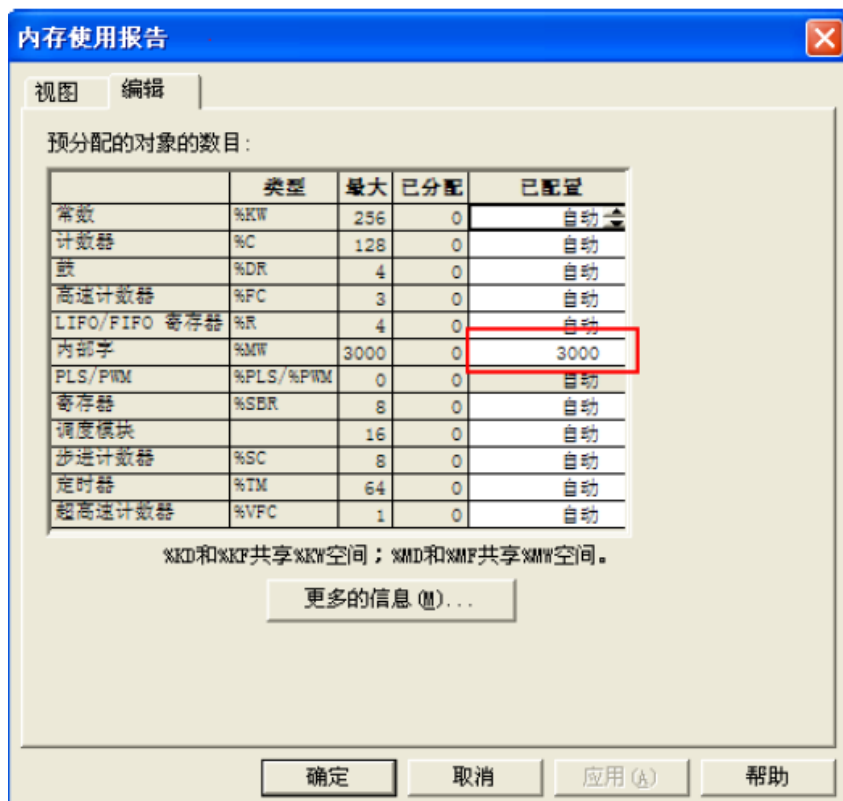 内存使用报告
视图 编辑
预分配的对象的数目:
类型 最大 已分配 已配置
常数 %KW 256 0 自动
计数器 %C 128 0 自动
鼓 %DR 4 0 自动
高速计数器 %FC 3 0 自动
LIFO/FIFO 寄存器 %R 4 0 自动
内部字 %MW 3000 0 3000
PLS/PWM %PLS/%PWM 0 0 自动
寄存器 %SBR 8 0 自动
调度模块 16 0 自动
步进计数器 %SC 8 0 自动
定时器 %TM 64 0 自动
超高速计数器 %VFC 1 0 自动
%KD和%KF共享%KW空间；%MD和%MF共享%MW空间。
更多的信息(M)...
确定 取消 应用(A) 帮助